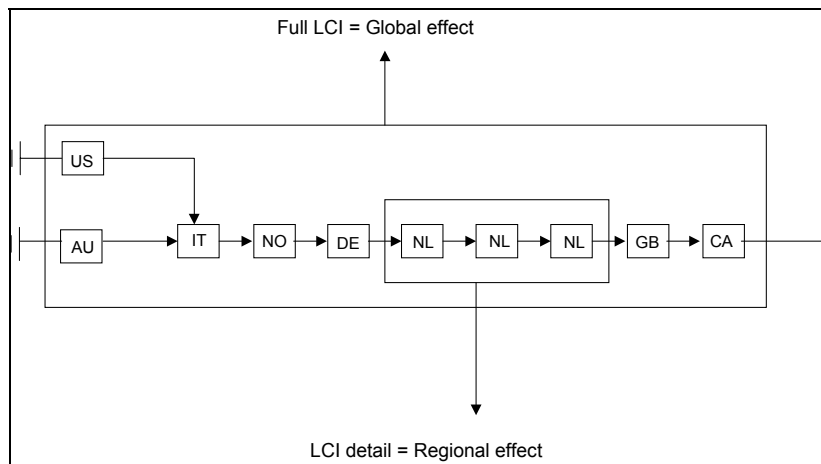 Full LCI = Global effect
US
AU
IT
NO
DE
NL
NL
NL
GB
CA
LCI detail = Regional effect